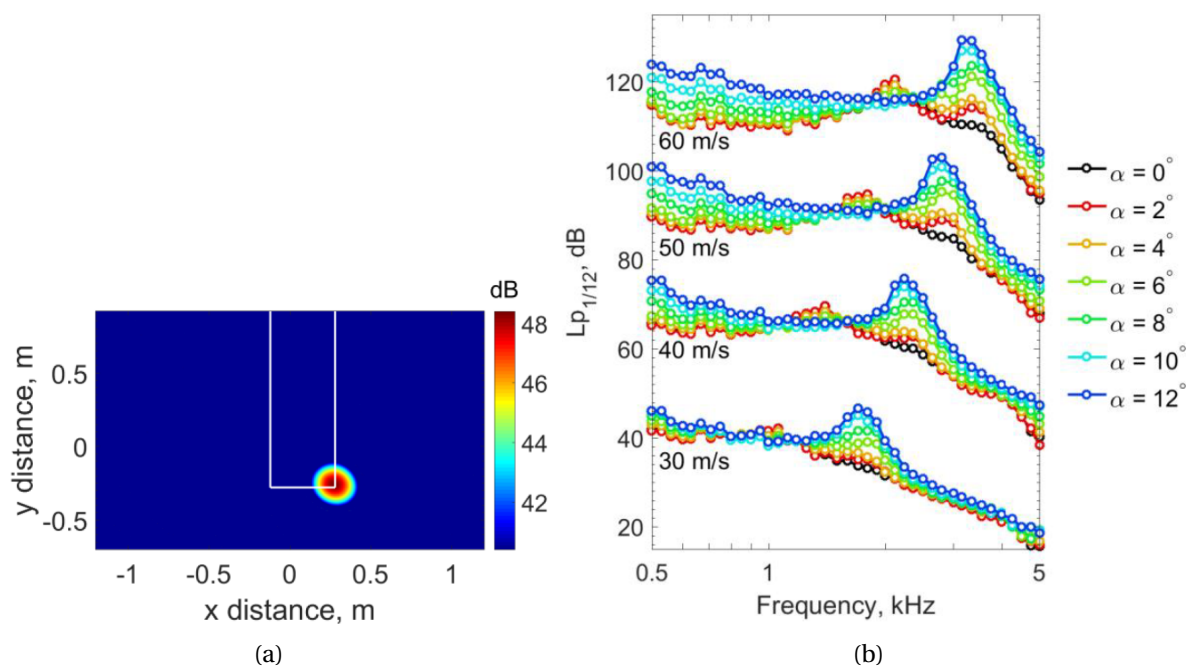 dB
48
46
44
42
0.5
0
-0.5
y distance, m
-1
-0.5
0
0.5
1
x distance, m
(a)
120
100
80
60
40
20
Lp1/12, dB
60 m/s
50 m/s
40 m/s
30 m/s
0.5
1
5
Frequency, kHz
α = 0°
α = 2°
α = 4°
α = 6°
α = 8°
α = 10°
α = 12°
(b)